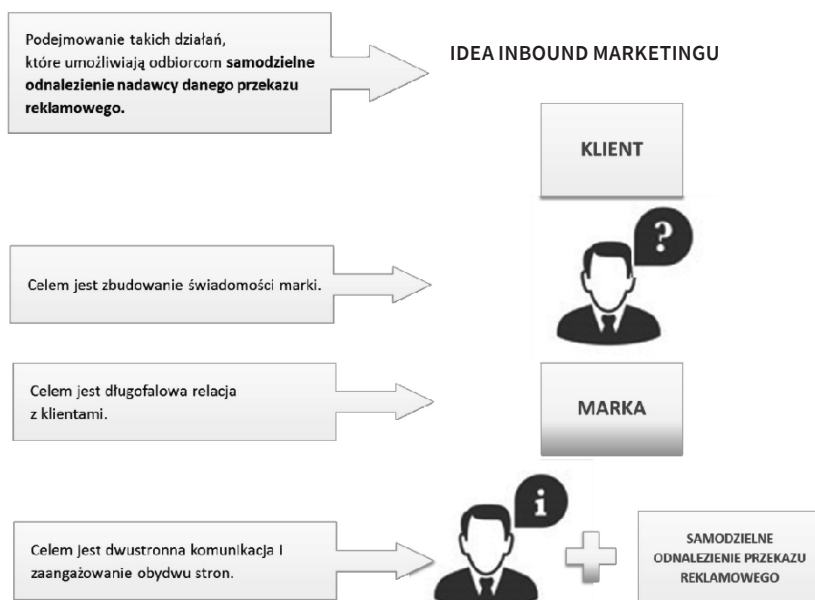 Podejmowanie takich działań,
które umożliwiają odbiorcom samodzielne
odnalezienie nadawcy danego przekazu
reklamowego.
IDEA INBOUND MARKETINGU
KLIENT
?
Celem jest zbudowanie świadomości marki.
Celem jest długofalowa relacja
z klientami.
MARKA
i
Celem jest dwustronna komunikacja i
zaangażowanie obydwu stron.
SAMODZIELNE
ODNALEZIENIE PRZEKAZU
REKLAMOWEGO